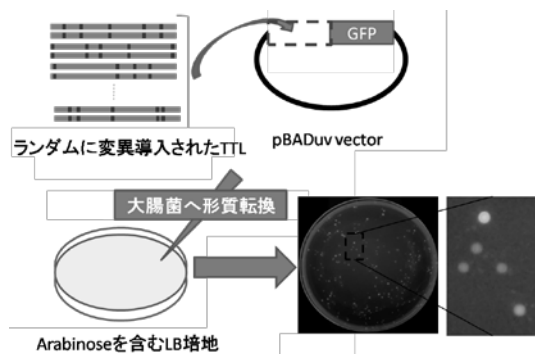 GFP
pBADuv vector
ランダムに変異導入されたTTL
大腸菌へ形質転換
Arabinoseを含むLB培地